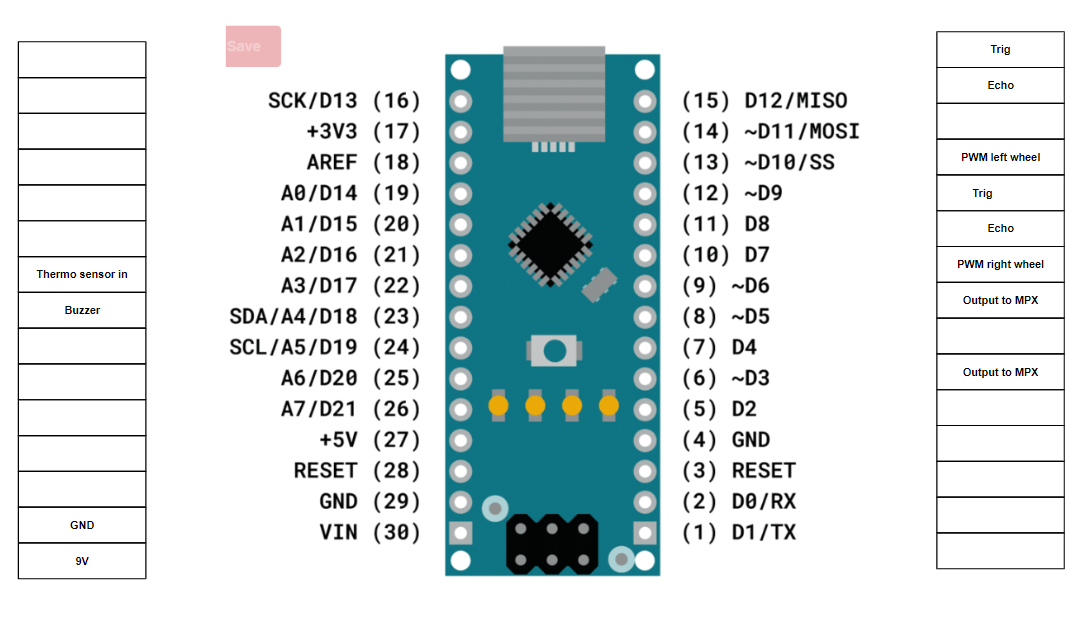 Save
Thermo sensor in
Buzzer
GND
9V
SCK/D13 (16)
+3V3 (17)
AREF (18)
A0/D14 (19)
A1/D15 (20)
A2/D16 (21)
A3/D17 (22)
SDA/A4/D18 (23)
SCL/A5/D19 (24)
A6/D20 (25)
A7/D21 (26)
+5V (27)
RESET (28)
GND (29)
VIN (30)
(15) D12/MISO
(14) ~D11/MOSI
(13) ~D10/SS
(12) ~D9
(11) D8
(10) D7
(9) ~D6
(8) ~D5
(7) D4
(6) ~D3
(5) D2
(4) GND
(3) RESET
(2) D0/RX
(1) D1/TX
Trig
Echo
PWM left wheel
Trig
Echo
PWM right wheel
Output to MPX
Output to MPX